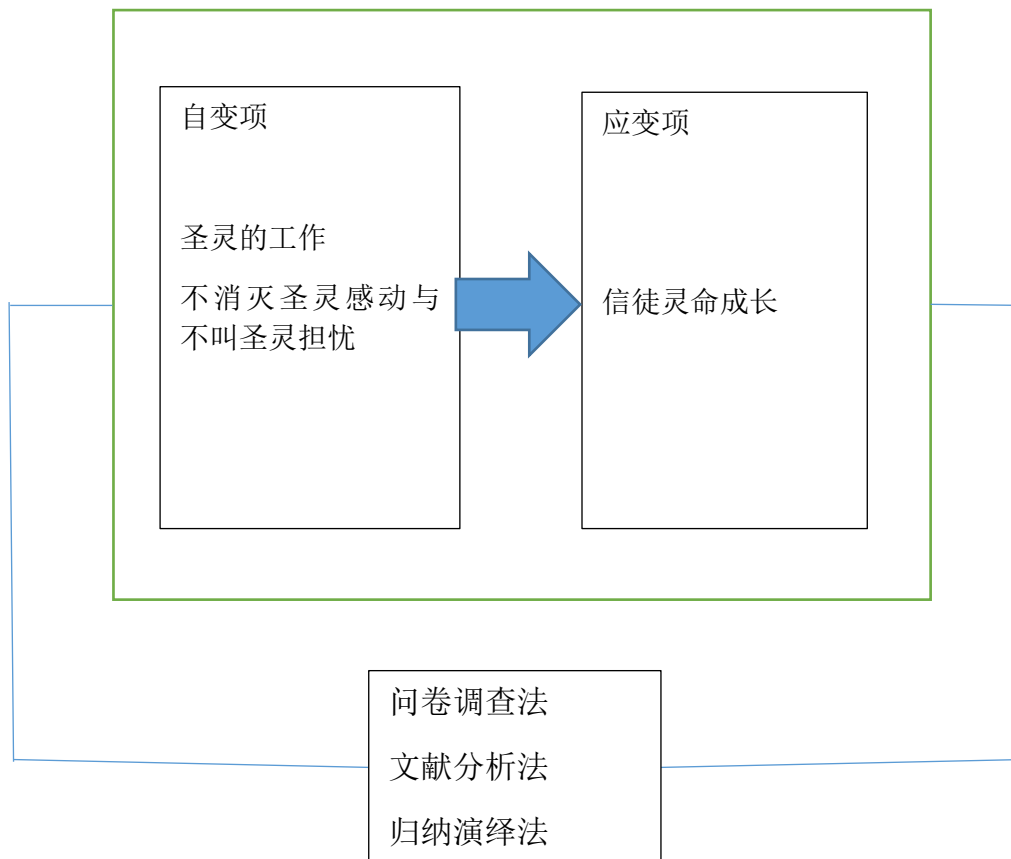 自变项
圣灵的工作
不消灭圣灵感动与
不叫圣灵担忧
应变项
信徒灵命成长
问卷调查法
文献分析法
归纳演绎法